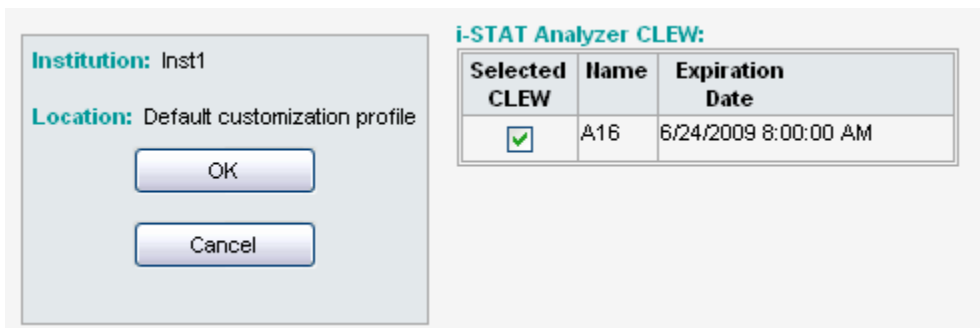 Institution: Inst1
Location: Default customization profile
OK
Cancel
i-STAT Analyzer CLEW:
Selected CLEW Name Expiration Date
A16 6/24/2009 8:00:00 AM